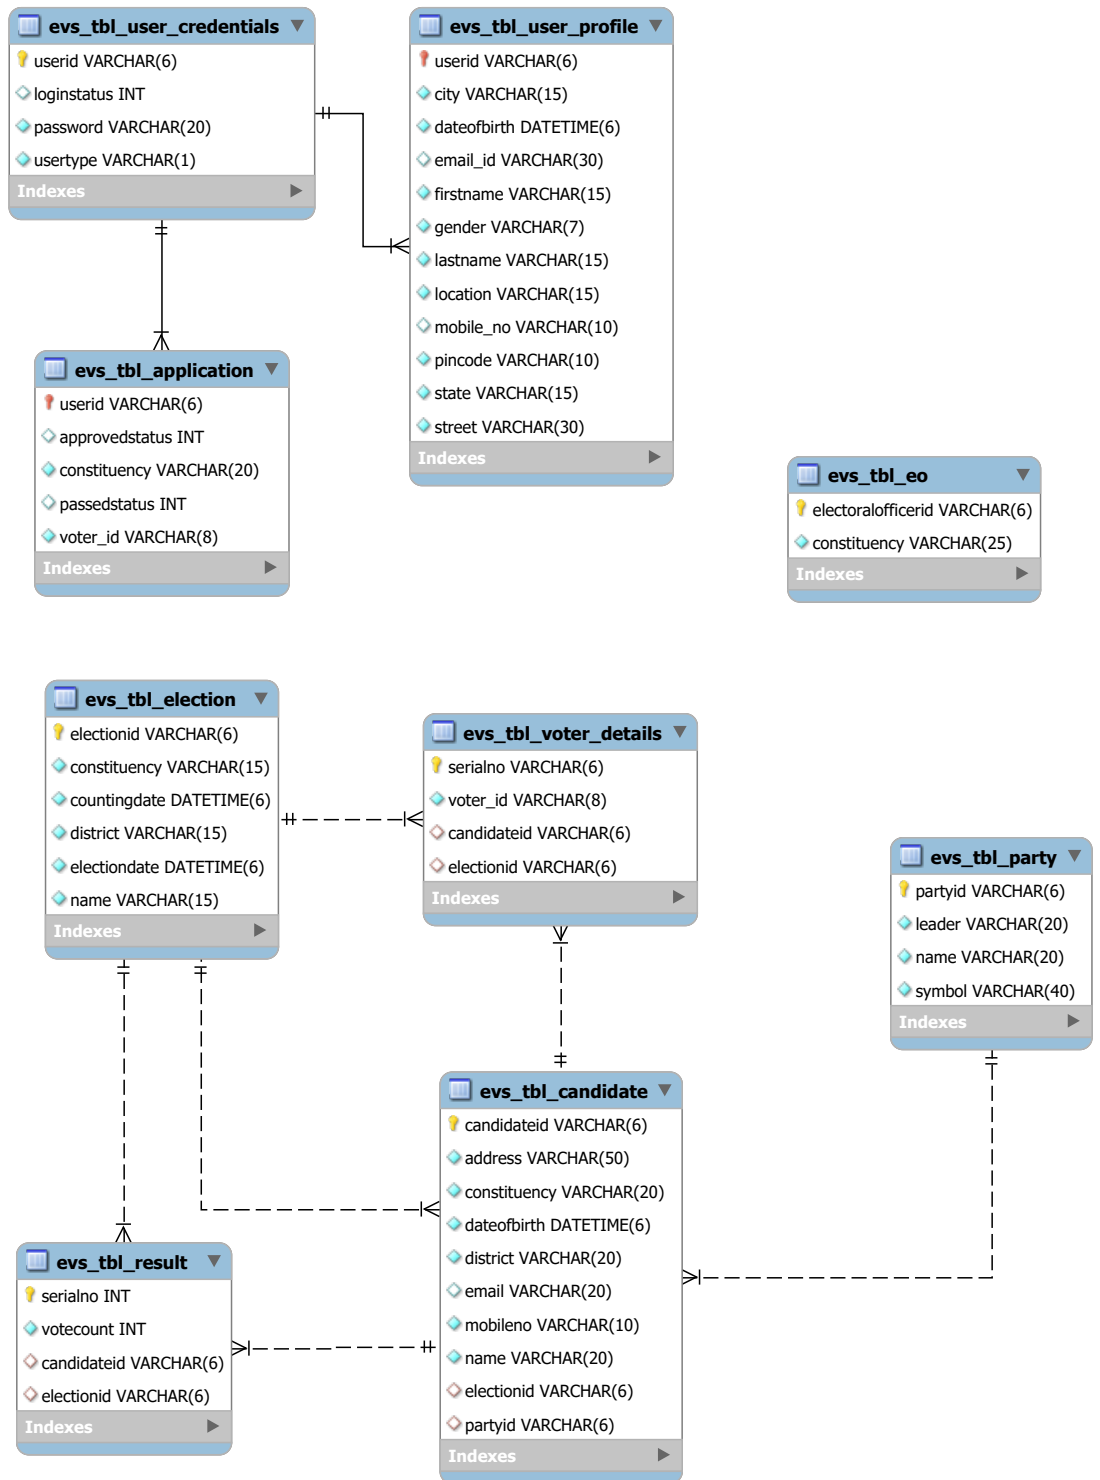 evs_tbl_user_credentials
userid VARCHAR(6)
loginstatus INT
password VARCHAR(20)
usertype VARCHAR(1)
Indexes
evs_tbl_user_profile
userid VARCHAR(6)
city VARCHAR(15)
dateofbirth DATETIME(6)
email_id VARCHAR(30)
firstname VARCHAR(15)
gender VARCHAR(7)
lastname VARCHAR(15)
location VARCHAR(15)
mobile_no VARCHAR(10)
pincode VARCHAR(10)
state VARCHAR(15)
street VARCHAR(30)
Indexes
evs_tbl_application
userid VARCHAR(6)
approvedstatus INT
constituency VARCHAR(20)
passedstatus INT
voter_id VARCHAR(8)
Indexes
evs_tbl_eo
electoralofficerid VARCHAR(6)
constituency VARCHAR(25)
Indexes
evs_tbl_election
electionid VARCHAR(6)
constituency VARCHAR(15)
countingdate DATETIME(6)
district VARCHAR(15)
electiondate DATETIME(6)
name VARCHAR(15)
Indexes
evs_tbl_voter_details
serialno VARCHAR(6)
voter_id VARCHAR(8)
candidateid VARCHAR(6)
electionid VARCHAR(6)
Indexes
evs_tbl_party
partyid VARCHAR(6)
leader VARCHAR(20)
name VARCHAR(20)
symbol VARCHAR(40)
Indexes
evs_tbl_candidate
candidateid VARCHAR(6)
address VARCHAR(50)
constituency VARCHAR(20)
dateofbirth DATETIME(6)
district VARCHAR(20)
email VARCHAR(20)
mobileno VARCHAR(10)
name VARCHAR(20)
electionid VARCHAR(6)
partyid VARCHAR(6)
Indexes
evs_tbl_result
serialno INT
votecount INT
candidateid VARCHAR(6)
electionid VARCHAR(6)
Indexes